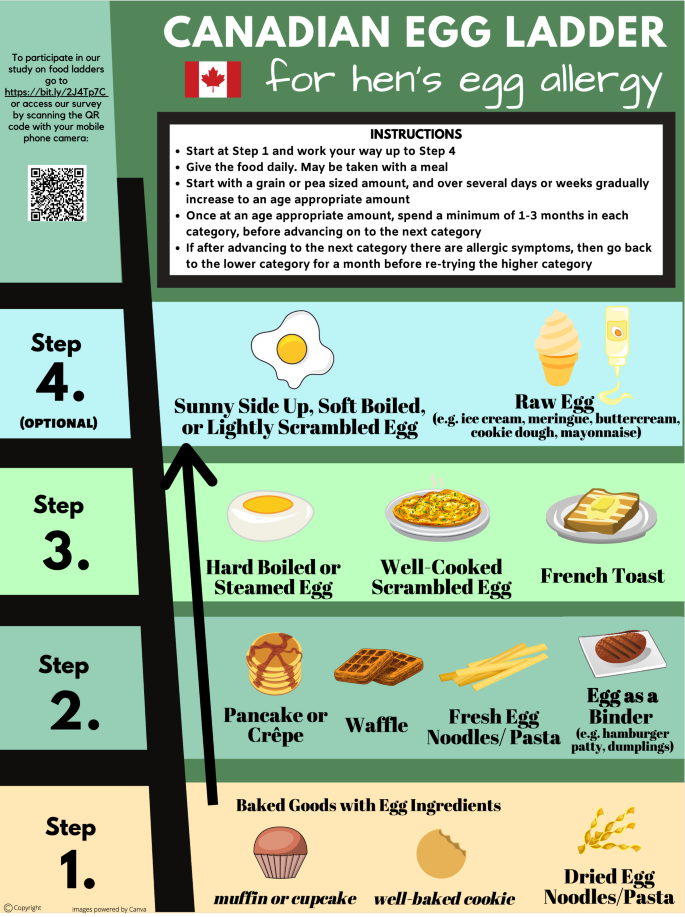 To participate in our
study on food ladders
go to
https://bit.ly/2J4Tp7C
or access our survey
by scanning the QR
code with your mobile
phone camera:
CANADIAN EGG LADDER
for hen's egg allergy
INSTRUCTIONS
• Start at Step 1 and work your way up to Step 4
• Give the food daily. May be taken with a meal
• Start with a grain or pea sized amount, and over several days or weeks gradually
increase to an age appropriate amount
• Once at an age appropriate amount, spend a minimum of 1-3 months in each
category, before advancing on to the next category
• If after advancing to the next category there are allergic symptoms, then go back
to the lower category for a month before re-trying the higher category
Step
4.
(OPTIONAL)
Sunny Side Up, Soft Boiled,
or Lightly Scrambled Egg
Raw Egg
(e.g. ice cream, meringue, buttercream,
cookie dough, mayonnaise)
Step
3.
Hard Boiled or
Steamed Egg
Well-Cooked
Scrambled Egg
French Toast
Step
2.
Pancake or
Crêpe
Waffle
Fresh Egg
Noodles/ Pasta
Egg as a
Binder
(e.g. hamburger
patty, dumplings)
Step
1.
Baked Goods with Egg Ingredients
muffin or cupcake
well-baked cookie
Dried Egg
Noodles/Pasta
© Copyright
images powered by Canva